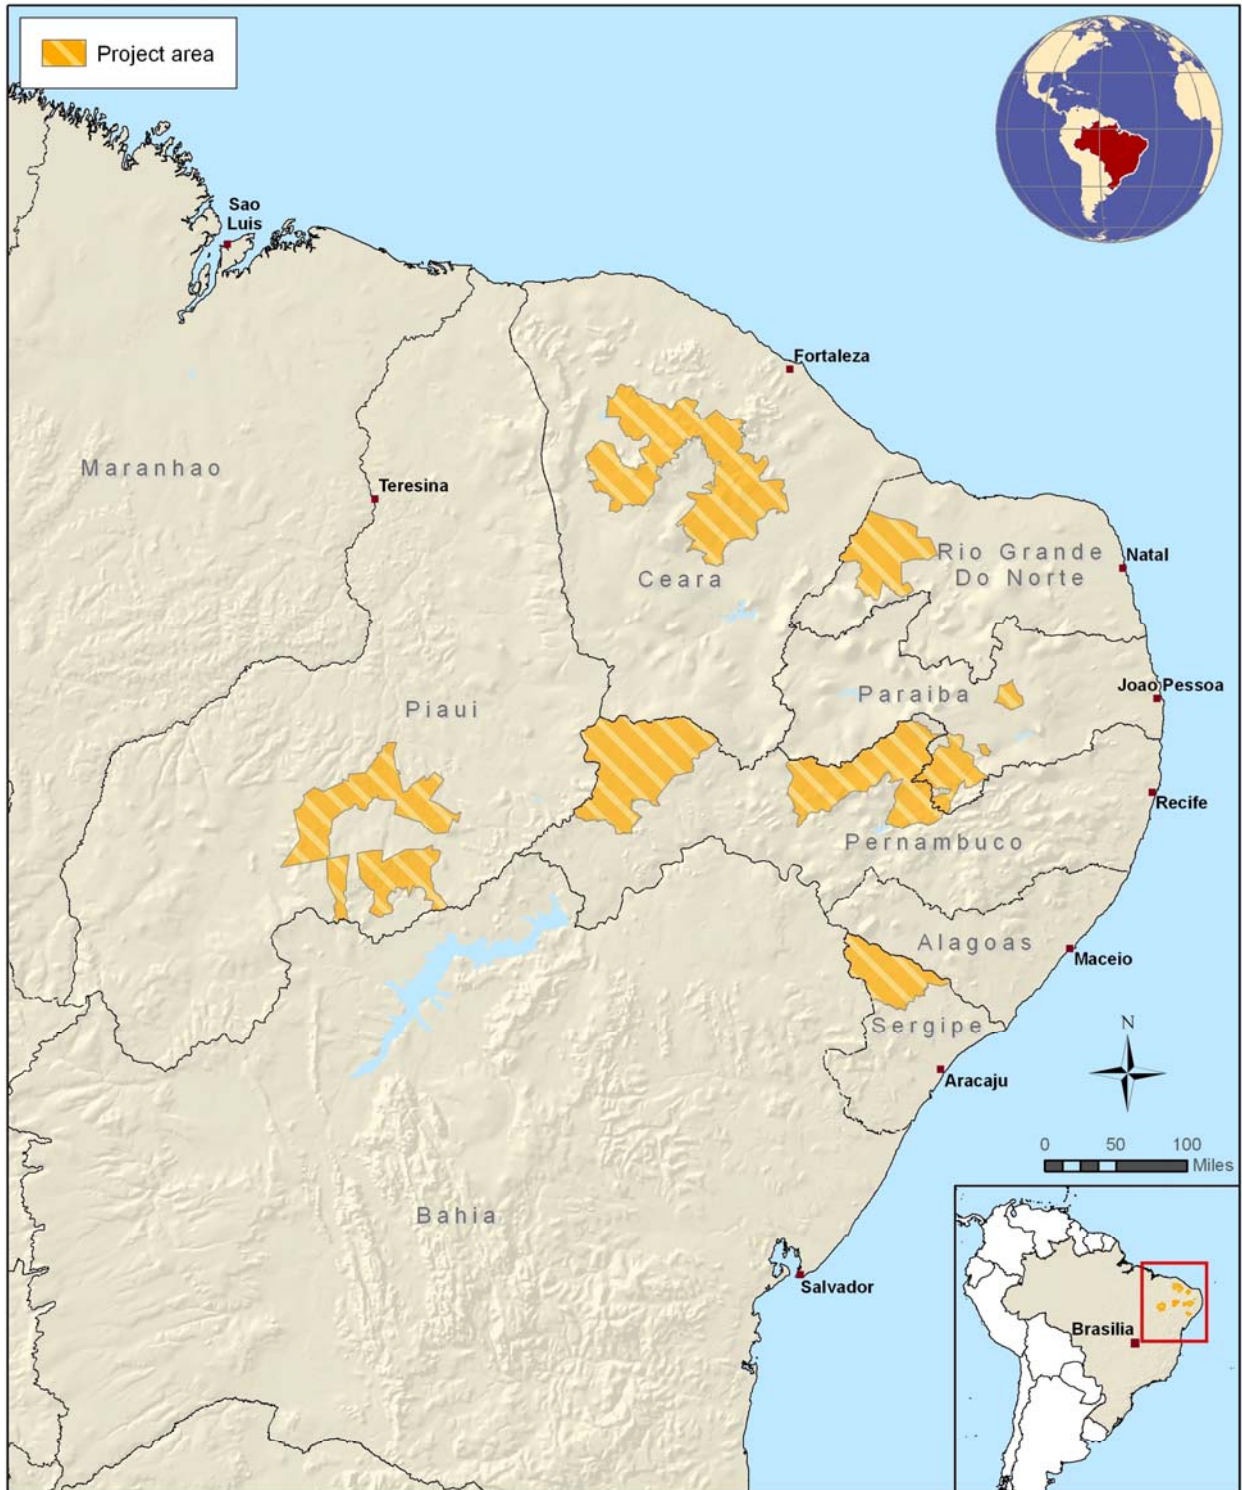 Project area
Sao
Luis
Fortaleza
Maranhao
Teresina
Rio Grande
Do Norte
Natal
Ceara
Joao Pessoa
Paraiba
Piaui
Recife
Pernambuco
Alagoas
Maceio
Sergipe
N
Aracaju
0 50 100
Miles
Bahia
Salvador
Brasilia